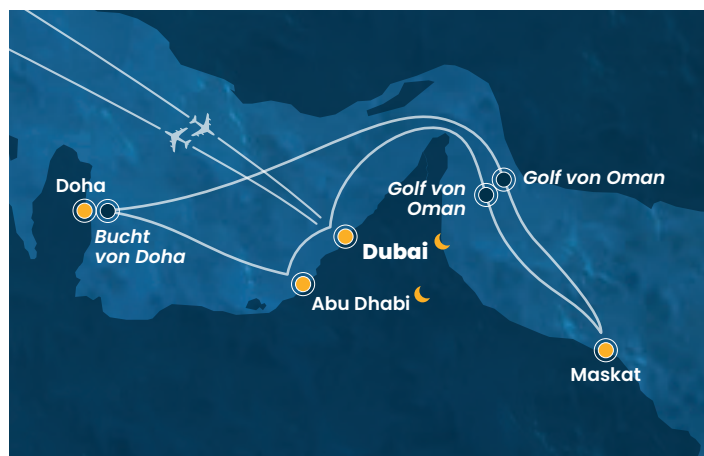 Golf von Oman
Doha
Golf von
Oman
Bucht
von Doha
Dubai
Abu Dhabi
Maskat